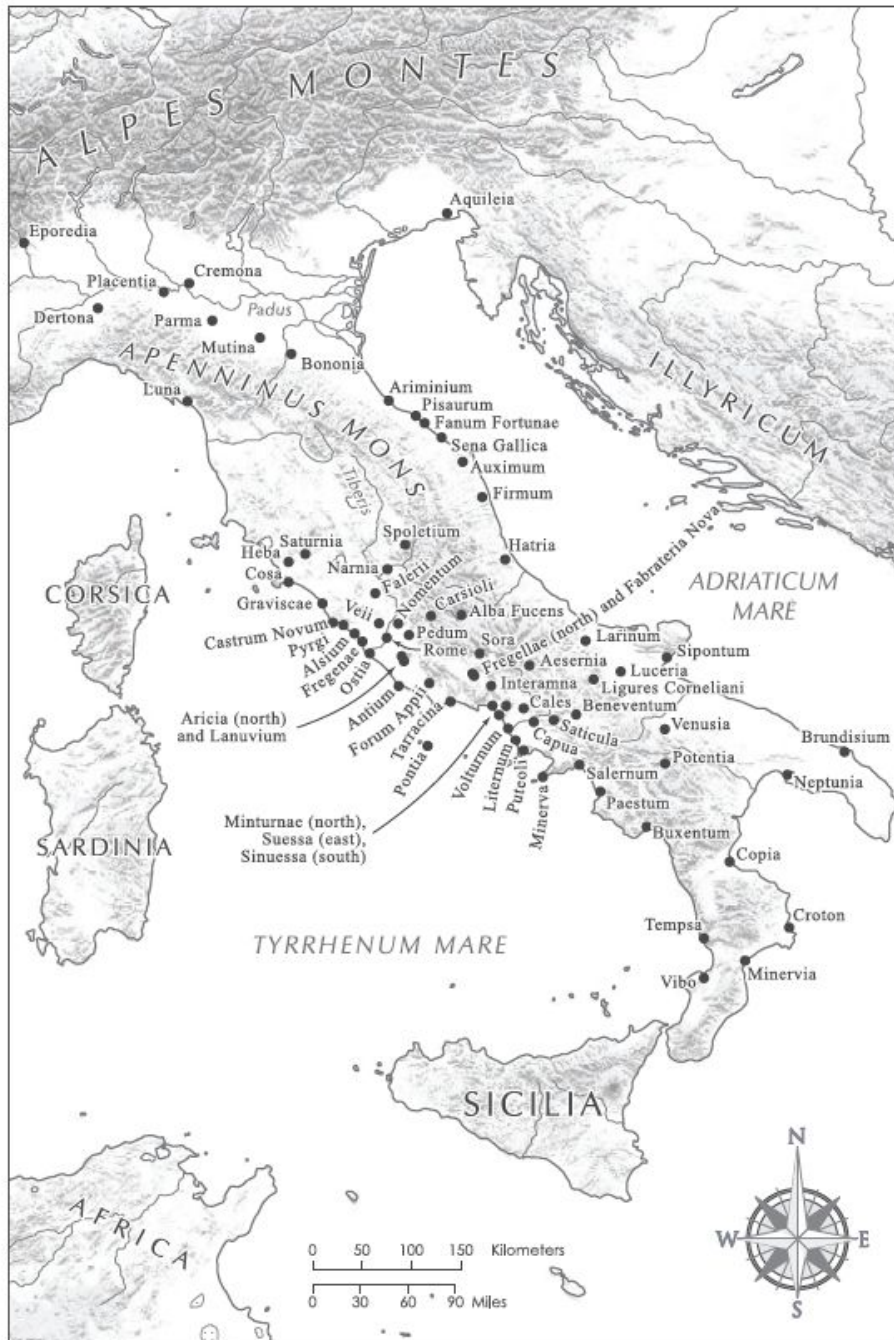 ALPES MONTES
Aquileia
Eporedia
Cremona
Placentia
Padus
Dertona
Parma
Mutina
Bononia
APENNINUS MONS
Luna
ILLYRICUM
Ariminium
Pisaurum
Fanum Fortunae
Sena Gallica
Auximum
Tiberis
Firmum
Spoletium
Saturnia
Heba
Narnia
Hatria
Cosa
Falerii
Nomentum
CORSICA
Graviscae
Veii
Carsioli
Alba Fucens
Fregellae (north) and Fabrateria Nova
ADRIATICUM
MARE
Castrum Novum
Pyrgi
Alsium
Fregenae
Ostia
Pedum
Rome
Sora
Larinum
Sipontum
Aesernia
Luceria
Ligures Corneliani
Interamna
Aricia (north)
and Lanuvium
Antium
Forum Appii
Tarracina
Pontia
Cales
Beneventum
Saticula
Capua
Venusia
Brundisium
Volturnum
Liternum
Puteoli
Potentia
Salernum
Neptunia
Minerva
Paestum
Minturnae (north),
Suessa (east),
Sinuessa (south)
Buxentum
SARDINIA
Copia
Croton
Tempsa
TYRRHENUM MARE
Minervia
Vibo
SICILIA
AFRICA
N
W
E
S
0 50 100 150 Kilometers
0 30 60 90 Miles